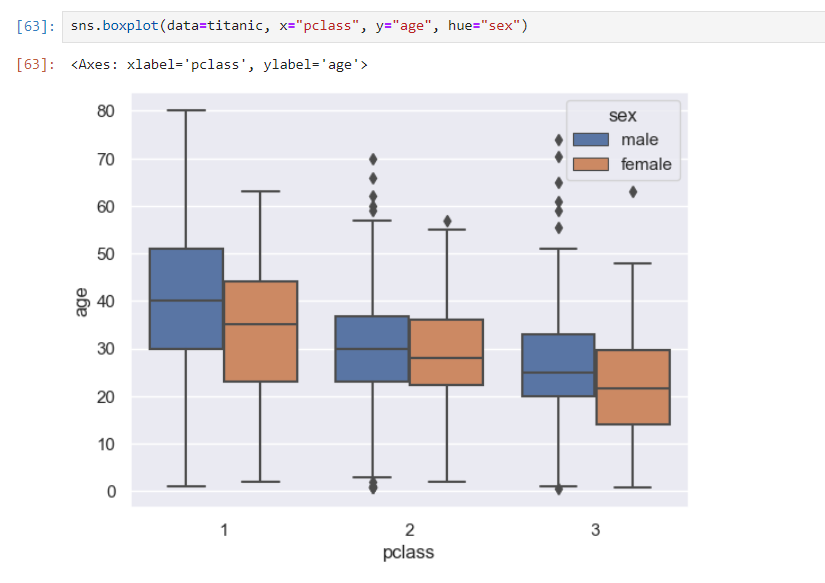 [63]: sns.boxplot(data=titanic, x="pclass", y="age", hue="sex")
[63]: <Axes: xlabel='pclass', ylabel='age'>
sex
male
female
80
70
60
50
40
30
20
10
0
age
1 2 3
pclass